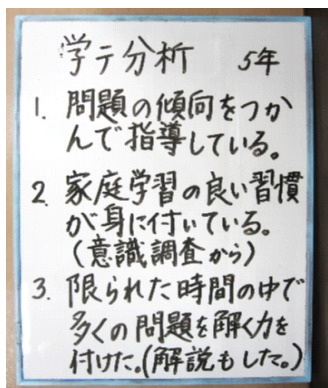 学テ分析 5年
1. 問題の傾向をつか
んで指導している。
2. 家庭学習の良い習慣
が身に付いている。
(意識調査から)
3. 限られた時間の中で
多くの問題を解く力を
付けた。(解説もした。)